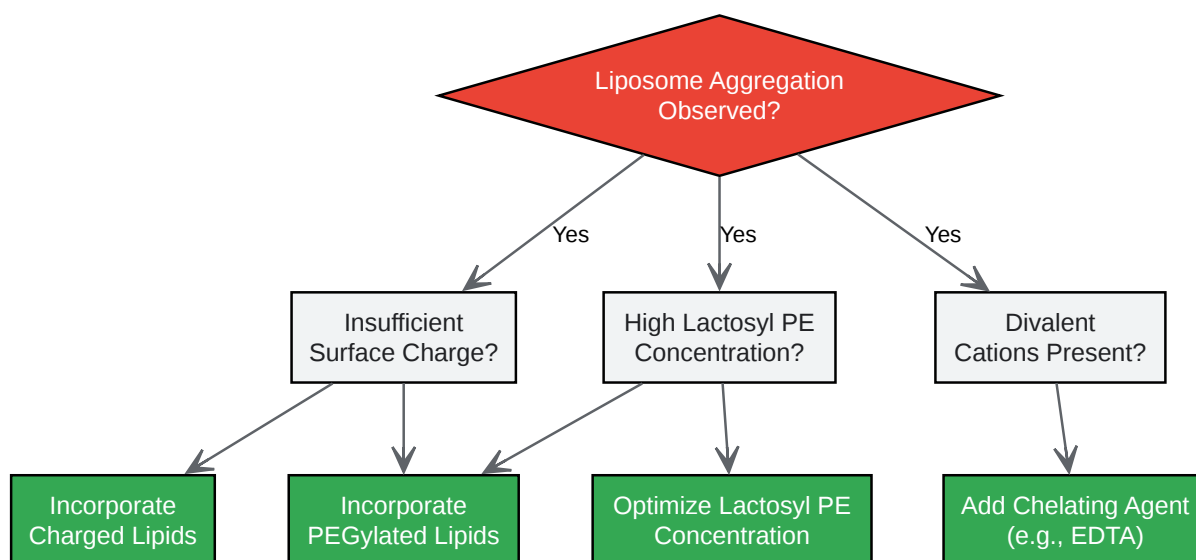 Liposome Aggregation
Observed?
Yes
Yes
Yes
Insufficient
Surface Charge?
High Lactosyl PE
Concentration?
Divalent
Cations Present?
Incorporate
Charged Lipids
Incorporate
PEGylated Lipids
Optimize Lactosyl PE
Concentration
Add Chelating Agent
(e.g., EDTA)